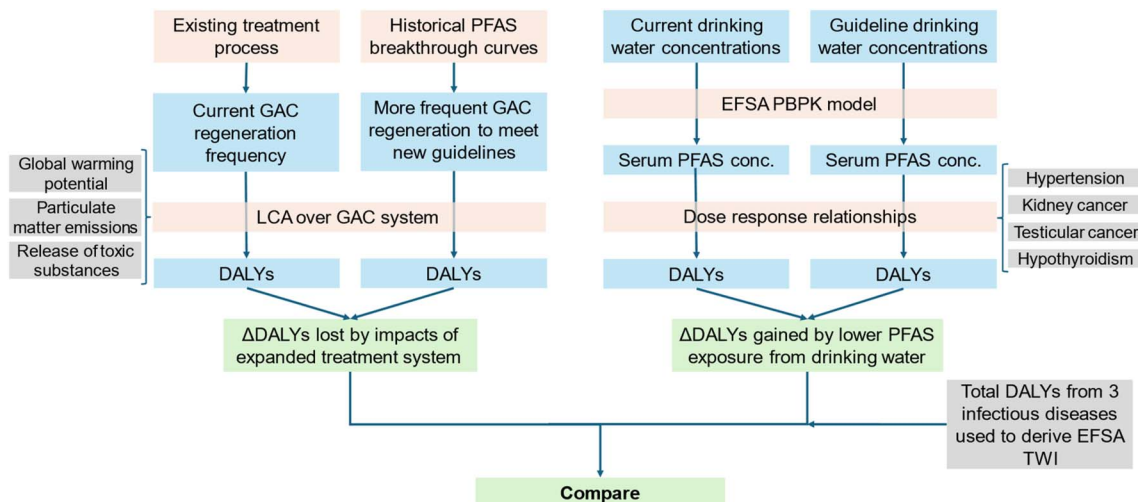 Existing treatment
process
Historical PFAS
breakthrough curves
Current drinking
water concentrations
Guideline drinking
water concentrations
EFSA PBPK model
Current GAC
regeneration
frequency
More frequent GAC
regeneration to meet
new guidelines
Serum PFAS conc.
Serum PFAS conc.
Global warming
potential
Particulate
matter emissions
Release of toxic
substances
LCA over GAC system
Dose response relationships
Hypertension
Kidney cancer
Testicular cancer
Hypothyroidism
DALYs
DALYs
DALYs
DALYs
ΔDALYs lost by impacts of
expanded treatment system
ΔDALYs gained by lower PFAS
exposure from drinking water
Total DALYs from 3
infectious diseases
used to derive EFSA
TWI
Compare